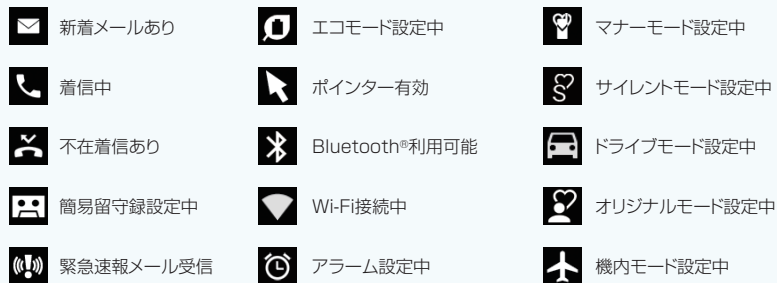 新着メールあり
着信中
不在着信あり
簡易留守録設定中
緊急速報メール受信
エコモード設定中
ポインター有効
Bluetooth®利用可能
Wi-Fi接続中
アラーム設定中
マナーモード設定中
サイレントモード設定中
ドライブモード設定中
オリジナルモード設定中
機内モード設定中